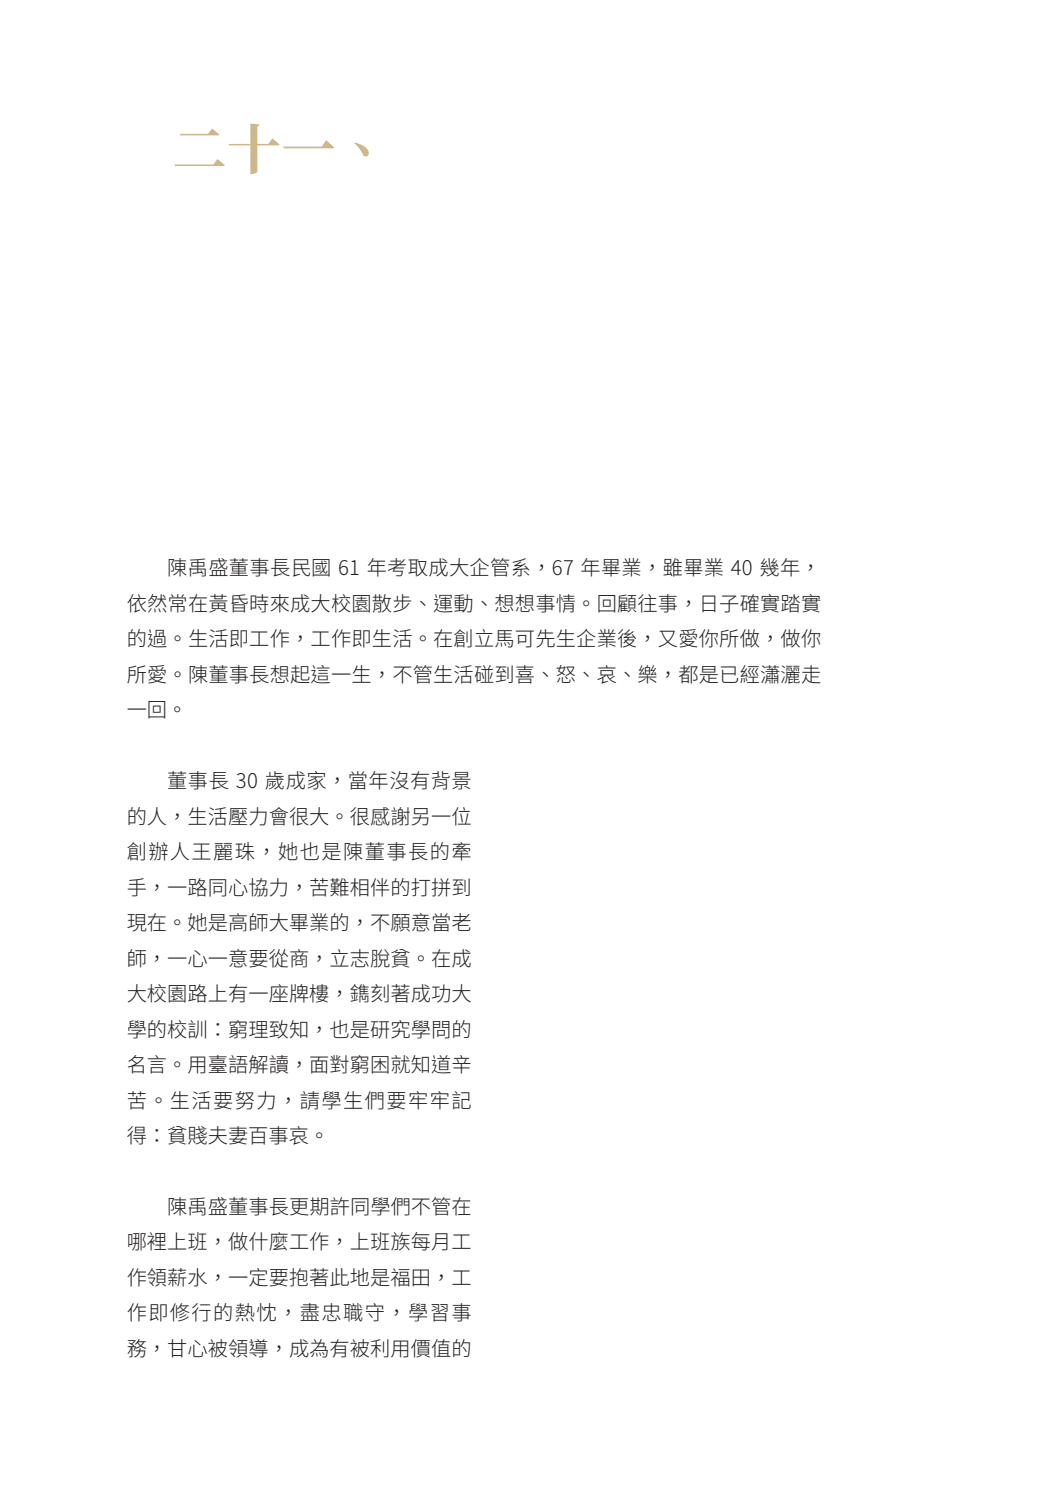 二十一、
陳禹盛董事長民國 61 年考取成大企管系，67 年畢業，雖畢業 40 幾年，
依然常在黃昏時來成大校園散步、運動、想想事情。回顧往事，日子確實踏實
的過。生活即工作，工作即生活。在創立馬可先生企業後，又愛你所做，做你
所愛。陳董事長想起這一生，不管生活碰到喜、怒、哀、樂，都是已經瀟灑走
一回。
董事長 30 歲成家，當年沒有背景
的人，生活壓力會很大。很感謝另一位
創辦人王麗珠，她也是陳董事長的牽
手，一路同心協力，苦難相伴的打拼到
現在。她是高師大畢業的，不願意當老
師，一心一意要從商，立志脫貧。在成
大校園路上有一座牌樓，鐫刻著成功大
學的校訓：窮理致知，也是研究學問的
名言。用臺語解讀，面對窮困就知道辛
苦。生活要努力，請學生們要牢牢記
得：貧賤夫妻百事哀。
陳禹盛董事長更期許同學們不管在
哪裡上班，做什麼工作，上班族每月工
作領薪水，一定要抱著此地是福田，工
作即修行的熱忱，盡忠職守，學習事
務，甘心被領導，成為有被利用價值的